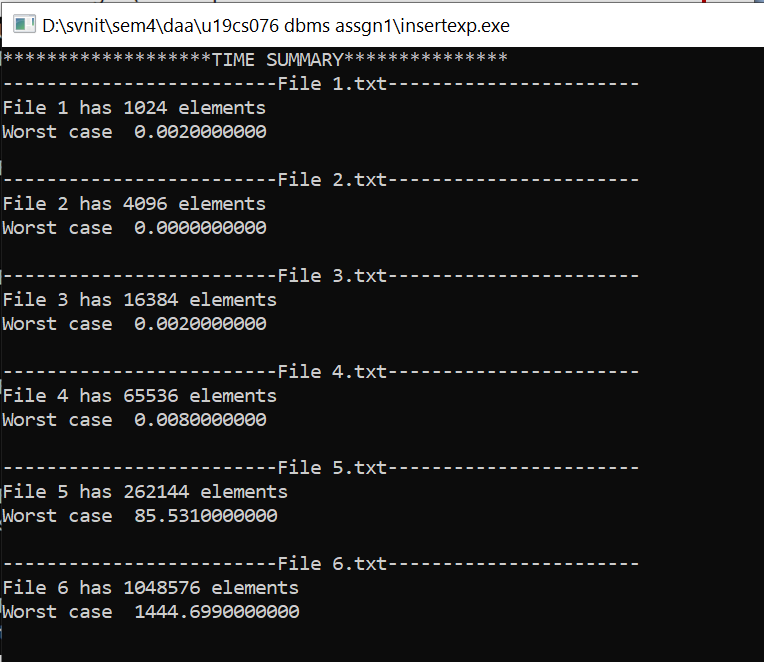 D:\svnit\sem4\daa\u19cs076 dbms assgn1\insertexp.exe
*******************TIME SUMMARY***************
-------------------------File 1.txt-----------------------
File 1 has 1024 elements
Worst case  0.0020000000
-------------------------File 2.txt-----------------------
File 2 has 4096 elements
Worst case  0.0000000000
-------------------------File 3.txt-----------------------
File 3 has 16384 elements
Worst case  0.0020000000
-------------------------File 4.txt-----------------------
File 4 has 65536 elements
Worst case  0.0080000000
-------------------------File 5.txt-----------------------
File 5 has 262144 elements
Worst case  85.5310000000
-------------------------File 6.txt-----------------------
File 6 has 1048576 elements
Worst case  1444.6990000000